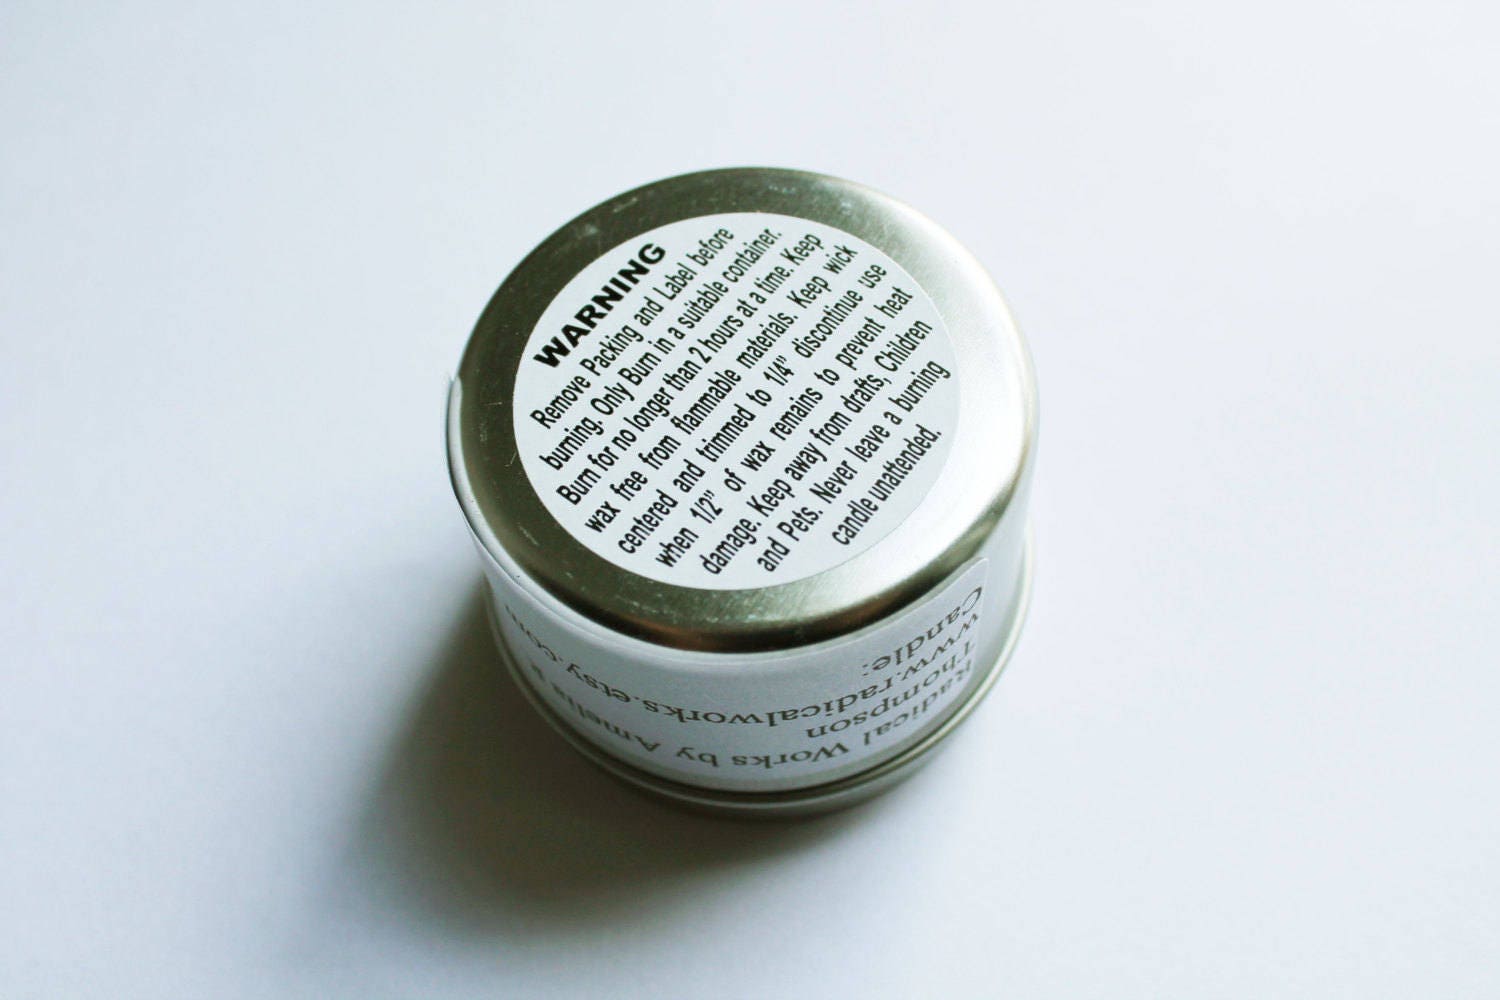 WARNING
Remove Packing and Label before
burning. Only Burn in a suitable container.
Burn for no longer than 2 hours at a time. Keep
wax free from flammable materials. Keep wick
centered and trimmed to 1/4” discontinue use
when 1/2” of wax remains to prevent heat
damage. Keep away from drafts, Children
and Pets. Never leave a burning
candle unattended.
Radical Works by Amelia
Thompson
www.radicalworks.etsy.com
Candle: